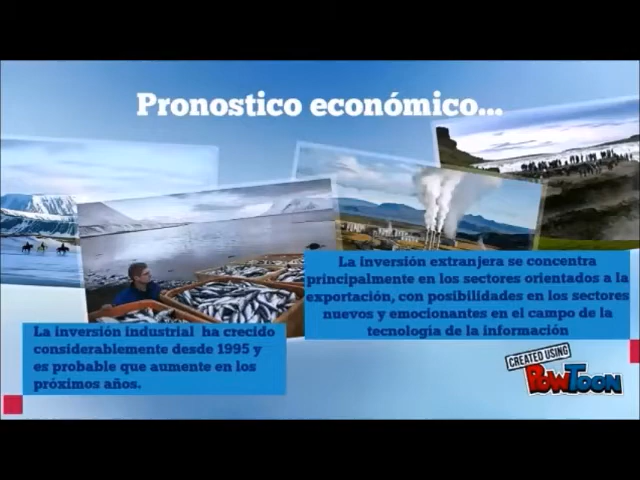 Pronostico económico...
La inversión extranjera se concentra
principalmente en los sectores orientados a la
exportación, con posibilidades en los sectores
nuevos y emocionantes en el campo de la
tecnología de la información
La inversión industrial ha crecido
considerablemente desde 1995 y
es probable que aumente en los
próximos años.
CREATED USING
POWTOON